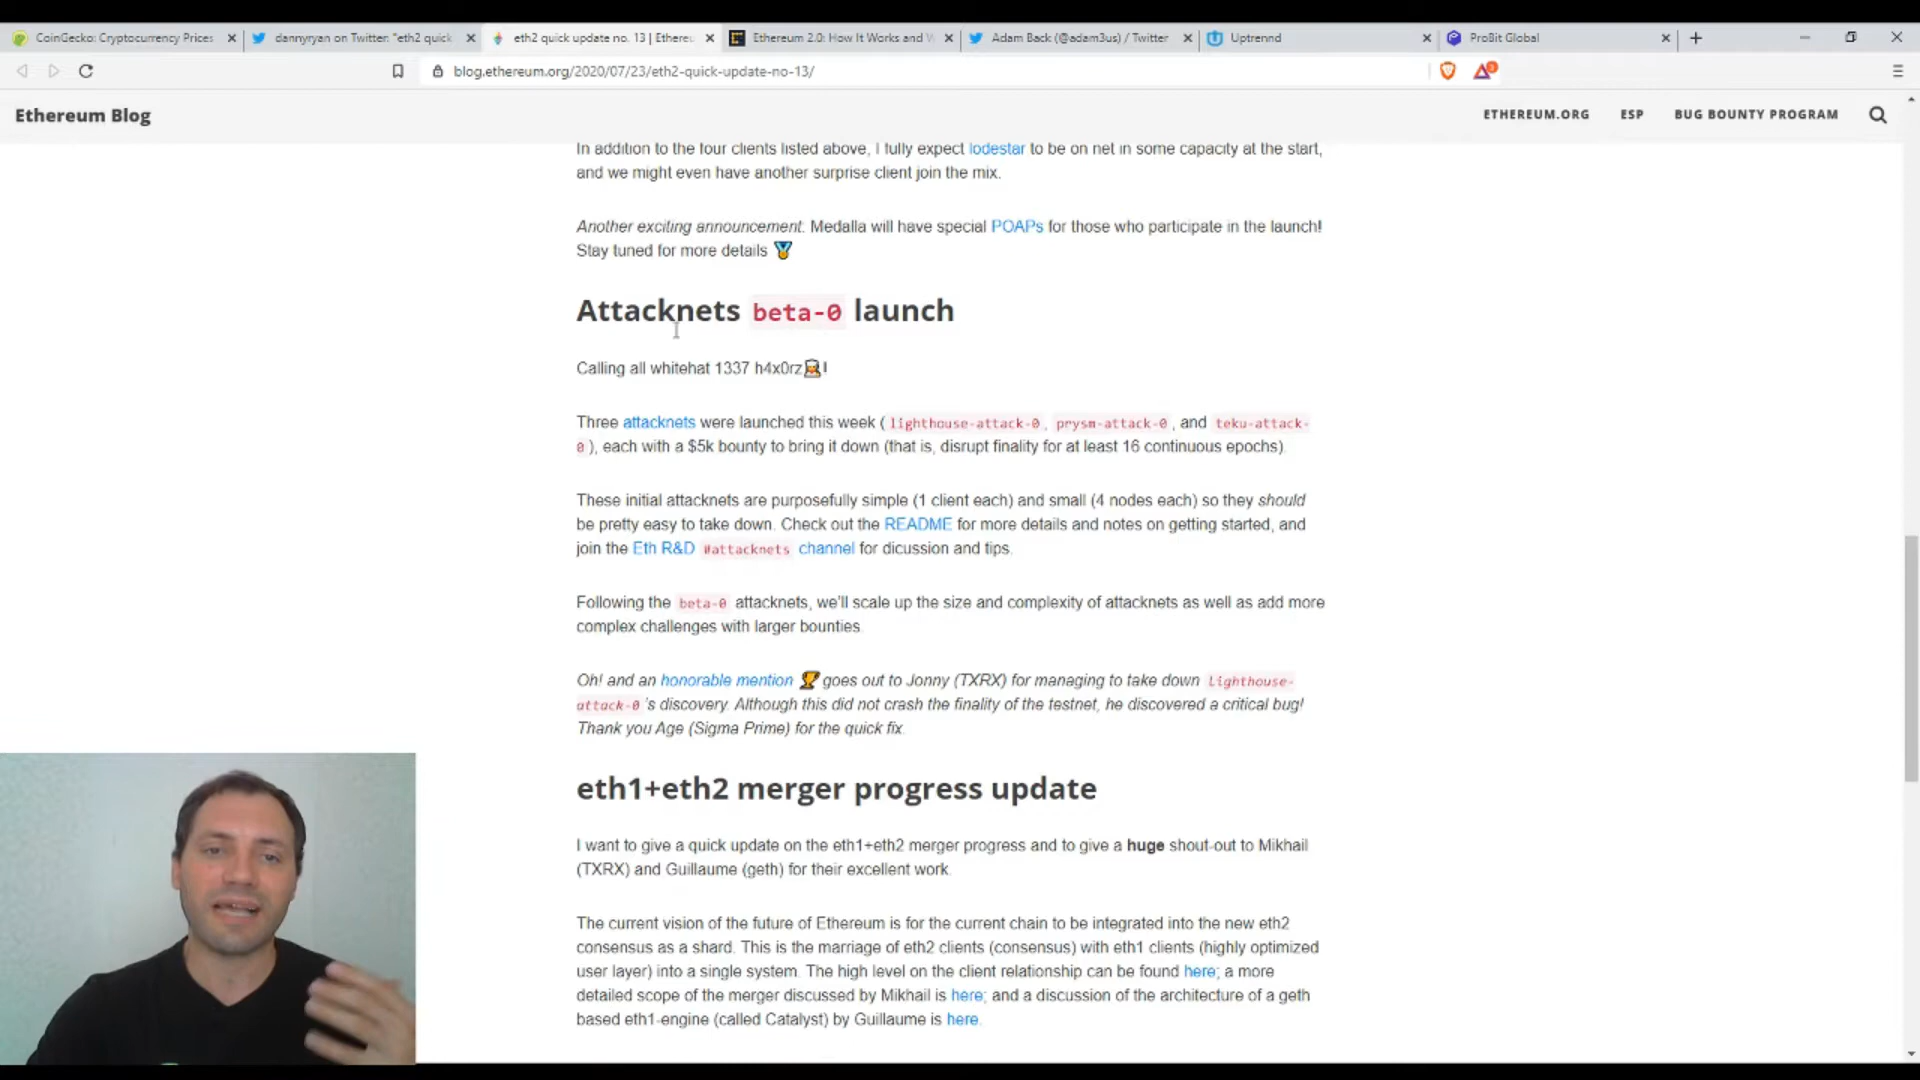 CoinGecko: Cryptocurrency Prices
dannyryan on Twitter: "eth2 quick
eth2 quick update no. 13 | Ethere
Ethereum 2.0: How It Works and W
Adam Back (@adam3us) / Twitter
Uptrennd
ProBit Global
blog.ethereum.org/2020/07/23/eth2-quick-update-no-13/
Ethereum Blog
ETHEREUM.ORG ESP BUG BOUNTY PROGRAM
In addition to the four clients listed above, I fully expect lodestar to be on net in some capacity at the start,
and we might even have another surprise client join the mix.
Another exciting announcement: Medalla will have special POAPs for those who participate in the launch!
Stay tuned for more details 🏅
Attacknets beta-0 launch
Calling all whitehat 1337 h4x0rz!
Three attacknets were launched this week ( lighthouse-attack-0 , prysm-attack-0 , and teku-attack-
0 ), each with a $5k bounty to bring it down (that is, disrupt finality for at least 16 continuous epochs).
These initial attacknets are purposefully simple (1 client each) and small (4 nodes each) so they should
be pretty easy to take down. Check out the README for more details and notes on getting started, and
join the Eth R&D #attacknets channel for dicussion and tips.
Following the beta-0 attacknets, we'll scale up the size and complexity of attacknets as well as add more
complex challenges with larger bounties.
Oh! and an honorable mention 🏆 goes out to Jonny (TXRX) for managing to take down Lighthouse-
attack-0 's discovery. Although this did not crash the finality of the testnet, he discovered a critical bug!
Thank you Age (Sigma Prime) for the quick fix.
eth1+eth2 merger progress update
I want to give a quick update on the eth1+eth2 merger progress and to give a huge shout-out to Mikhail
(TXRX) and Guillaume (geth) for their excellent work.
The current vision of the future of Ethereum is for the current chain to be integrated into the new eth2
consensus as a shard. This is the marriage of eth2 clients (consensus) with eth1 clients (highly optimized
user layer) into a single system. The high level on the client relationship can be found here; a more
detailed scope of the merger discussed by Mikhail is here; and a discussion of the architecture of a geth
based eth1-engine (called Catalyst) by Guillaume is here.